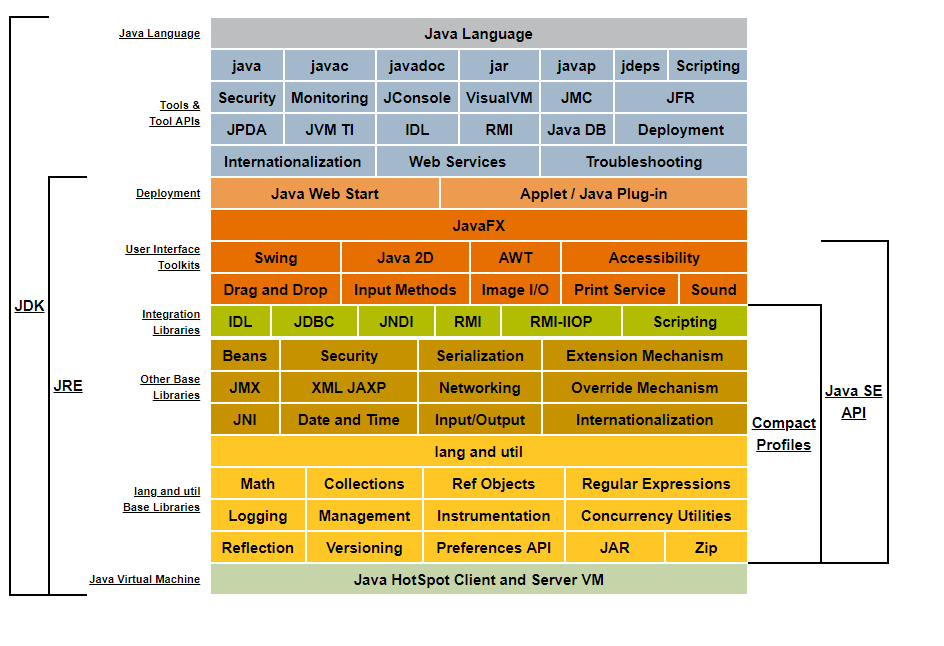 Java Language
Java Language
java javac javadoc jar javap jdeps Scripting
Security Monitoring JConsole VisualVM JMC JFR
Tools &
Tool APIs
JPDA JVM TI IDL RMI Java DB Deployment
Internationalization Web Services Troubleshooting
Deployment
Java Web Start Applet / Java Plug-in
JavaFX
User Interface
Toolkits
Swing Java 2D AWT Accessibility
Drag and Drop Input Methods Image I/O Print Service Sound
JDK
Integration
Libraries
IDL JDBC JNDI RMI RMI-IIOP Scripting
Beans Security Serialization Extension Mechanism
JRE
Other Base
Libraries
JMX XML JAXP Networking Override Mechanism
Java SE
API
JNI Date and Time Input/Output Internationalization
Compact
Profiles
lang and util
Math Collections Ref Objects Regular Expressions
lang and util
Base Libraries
Logging Management Instrumentation Concurrency Utilities
Reflection Versioning Preferences API JAR Zip
Java Virtual Machine
Java HotSpot Client and Server VM